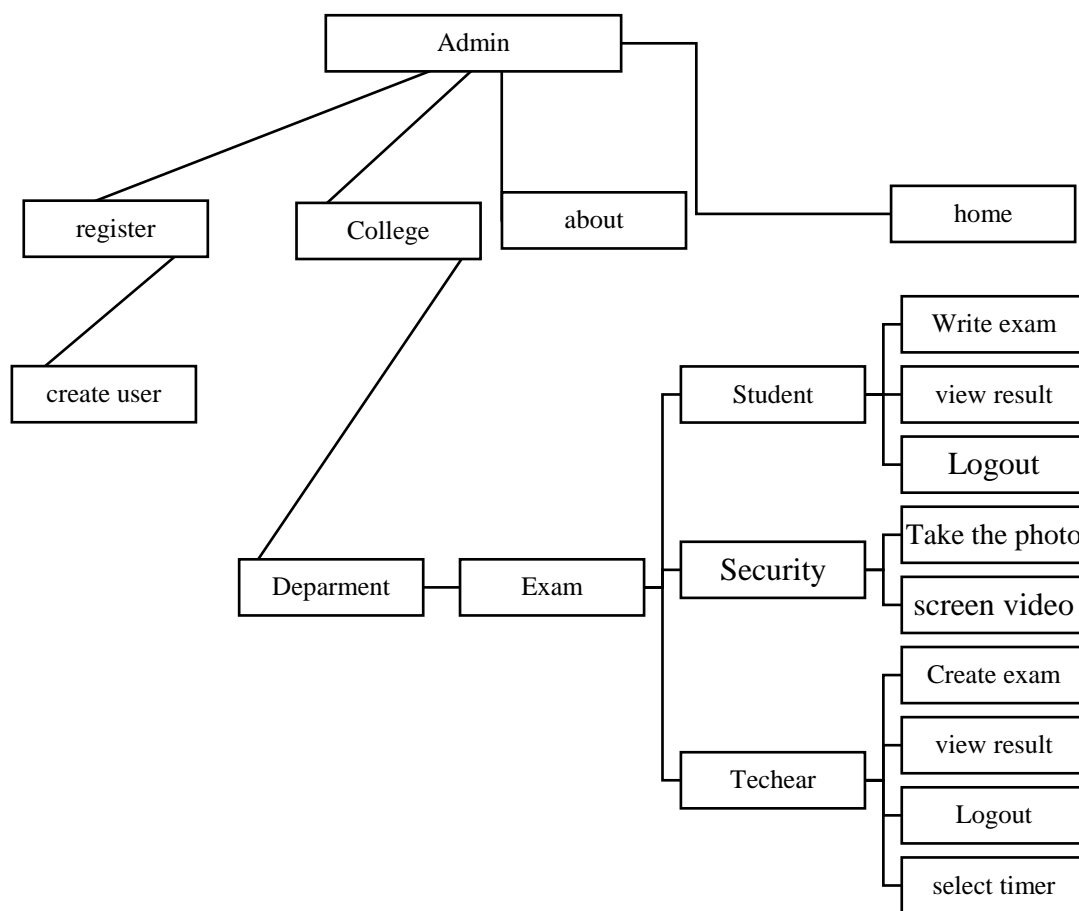 Admin
register
College
about
home
create user
Write exam
Student
view result
Logout
Take the photo
Deparment
Exam
Security
screen video
Create exam
view result
Techear
Logout
select timer